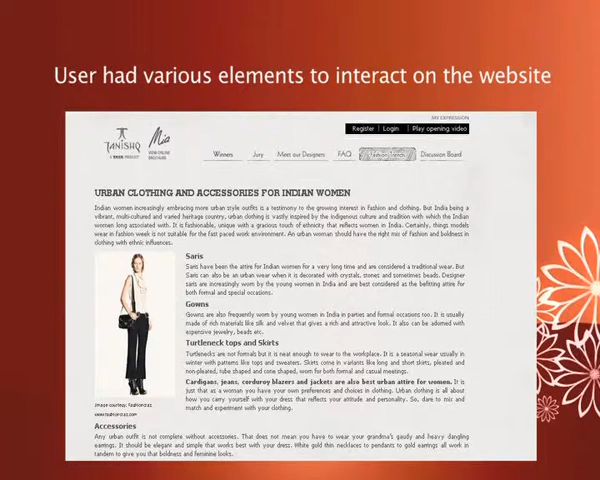 User had various elements to interact on the website
MY EXPRESSION
Register | Login | Play opening video
TANISHQ
A TATA PRODUCT
Mia
VIEW ONLINE
BROCHURE
Winners Jury Meet our Designers FAQ Fashion Trends Discussion Board
URBAN CLOTHING AND ACCESSORIES FOR INDIAN WOMEN
Indian women increasingly embracing more urban style outfits is a testimony to the growing interest in fashion and clothing. But India being a
vibrant, multi-cultured and varied heritage country, urban clothing is vastly inspired by the indigenous culture and tradition with which the Indian
women long associated with. It is fashionable, unique with a gracious touch of ethnicity that reflects women in India. Certainly, things models
wear in fashion week is not suitable for the fast paced work environment. An urban woman should have the right mix of fashion and boldness in
clothing with ethnic influences.
Saris
Saris have been the attire for Indian women for a very long time and are considered a traditional wear. But
Saris can also be an urban wear when it is decorated with crystals, stones and sometimes beads. Designer
saris are increasingly worn by the young women in India and are best considered as the befitting attire for
both formal and special occasions.
Gowns
Gowns are also frequently worn by young women in India in parties and formal occasions too. It is usually
made of rich materials like silk and velvet that gives a rich and attractive look. It also can be adorned with
expensive jewelry, beads etc.
Turtleneck tops and Skirts
Turtlenecks are not formals but it is neat enough to wear to the workplace. It is a seasonal wear usually in
winter with patterns like tops and sweaters. Skirts come in variants like long and short skirts, pleated and
non-pleated, tube shaped and cone shaped, worn for both formal and casual meetings.
Cardigans, jeans, corduroy blazers and jackets are also best urban attire for women. It is
just that as a woman you have your own preferences and choices in clothing. Urban clothing is all about
how you carry yourself with your dress that reflects your attitude and personality. So, dare to mix and
match and experiment with your clothing.
Image courtesy:
Accessories
Any urban outfit is not complete without accessories. That does not mean you have to wear your grandma's gaudy and heavy dangling
earrings. It should be elegant and simple that works best with your dress. White gold thin necklaces to pendants to gold earrings all work in
tandem to give you that boldness and feminine looks.